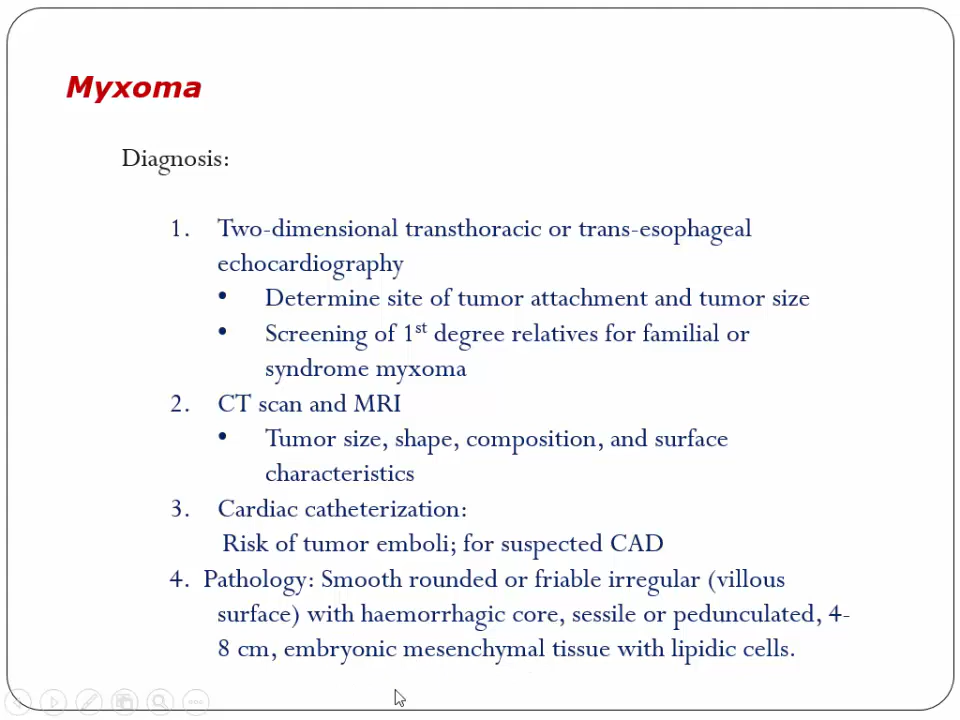 Myxoma
Diagnosis:
1. Two-dimensional transthoracic or trans-esophageal
echocardiography
• Determine site of tumor attachment and tumor size
• Screening of 1st degree relatives for familial or
syndrome myxoma
2. CT scan and MRI
• Tumor size, shape, composition, and surface
characteristics
3. Cardiac catheterization:
Risk of tumor emboli; for suspected CAD
4. Pathology: Smooth rounded or friable irregular (villous
surface) with haemorrhagic core, sessile or pedunculated, 4-
8 cm, embryonic mesenchymal tissue with lipidic cells.